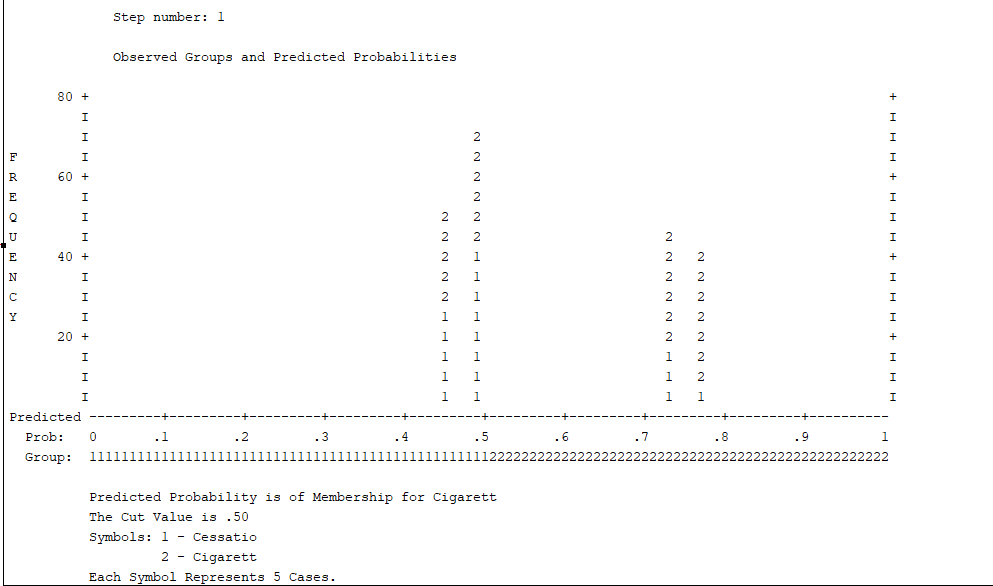 Step number: 1
Observed Groups and Predicted Probabilities
80 + +
I I
I 2 I
F I 2 I
R 60 + 2 +
E I 2 I
Q I 2 2 I
U I 2 2 2 I
E 40 + 2 1 2 2 +
N I 2 1 2 2 I
C I 2 1 2 2 I
Y I 1 1 2 2 I
20 + 1 1 2 2 +
I 1 1 1 2 I
I 1 1 1 2 I
I 1 1 1 1 I
Predicted ---------+---------+---------+---------+---------+---------+---------+---------+---------+----------
Prob: 0 .1 .2 .3 .4 .5 .6 .7 .8 .9 1
Group: 1111111111111111111111111111111111111111111111111122222222222222222222222222222222222222222222222222
Predicted Probability is of Membership for Cigarett
The Cut Value is .50
Symbols: 1 - Cessatio
2 - Cigarett
Each Symbol Represents 5 Cases.